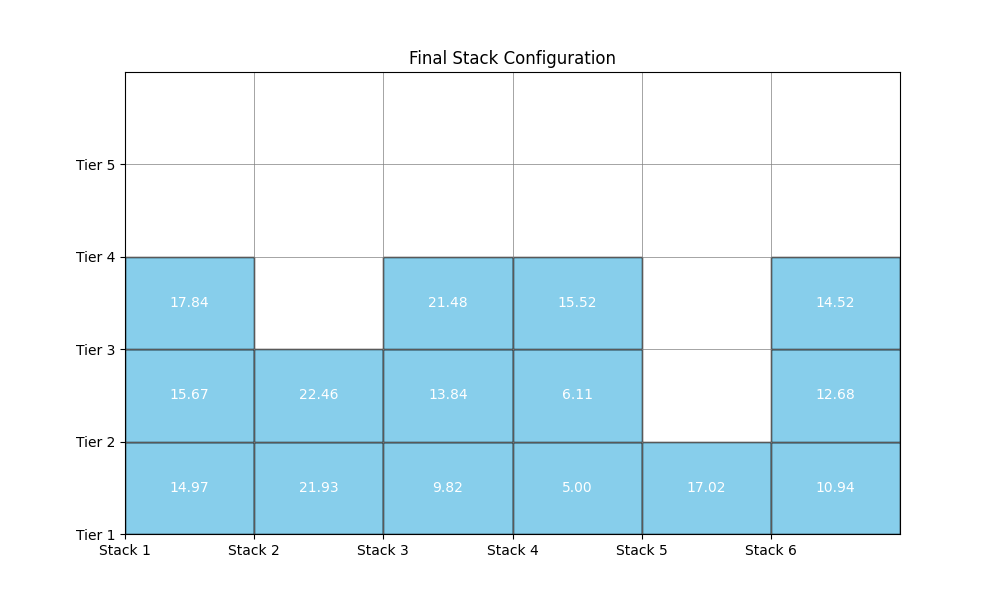 Final Stack Configuration
Tier 5
Tier 4
17.84 21.48 15.52 14.52
Tier 3
15.67 22.46 13.84 6.11 12.68
Tier 2
14.97 21.93 9.82 5.00 17.02 10.94
Tier 1
Stack 1 Stack 2 Stack 3 Stack 4 Stack 5 Stack 6